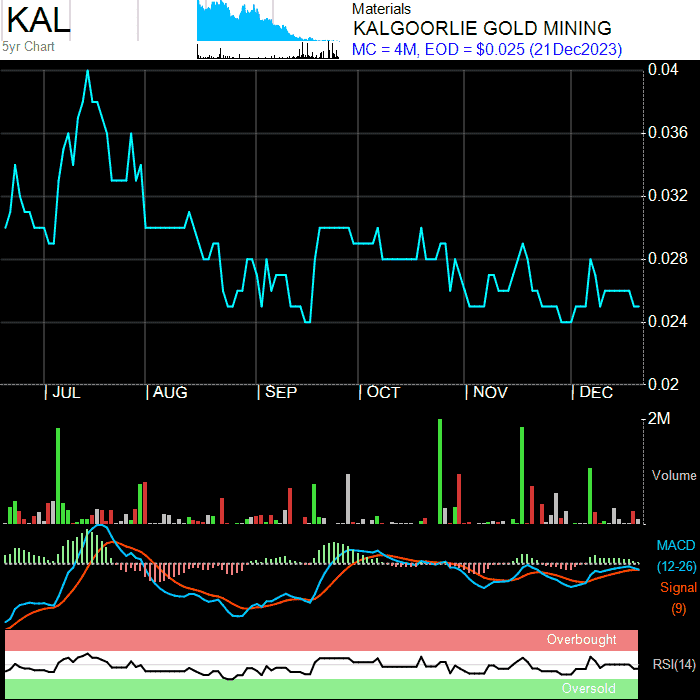 KAL
5yr Chart
Materials
KALGOORLIE GOLD MINING
MC = 4M, EOD = $0.025 (21Dec2023)
0.04
0.036
0.032
0.028
0.024
0.02
JUL AUG SEP OCT NOV DEC
2M
Volume
MACD
(12-26)
Signal
(9)
Overbought
RSI(14)
Oversold